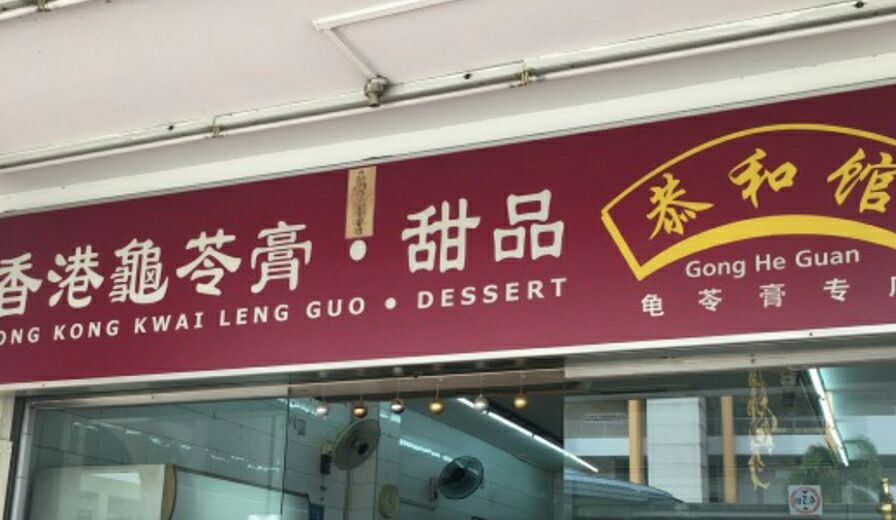 香港龜苓膏 • 甜品
ONG KONG KWAI LENG GUO • DESSERT
恭和馆
Gong He Guan
龟苓膏专